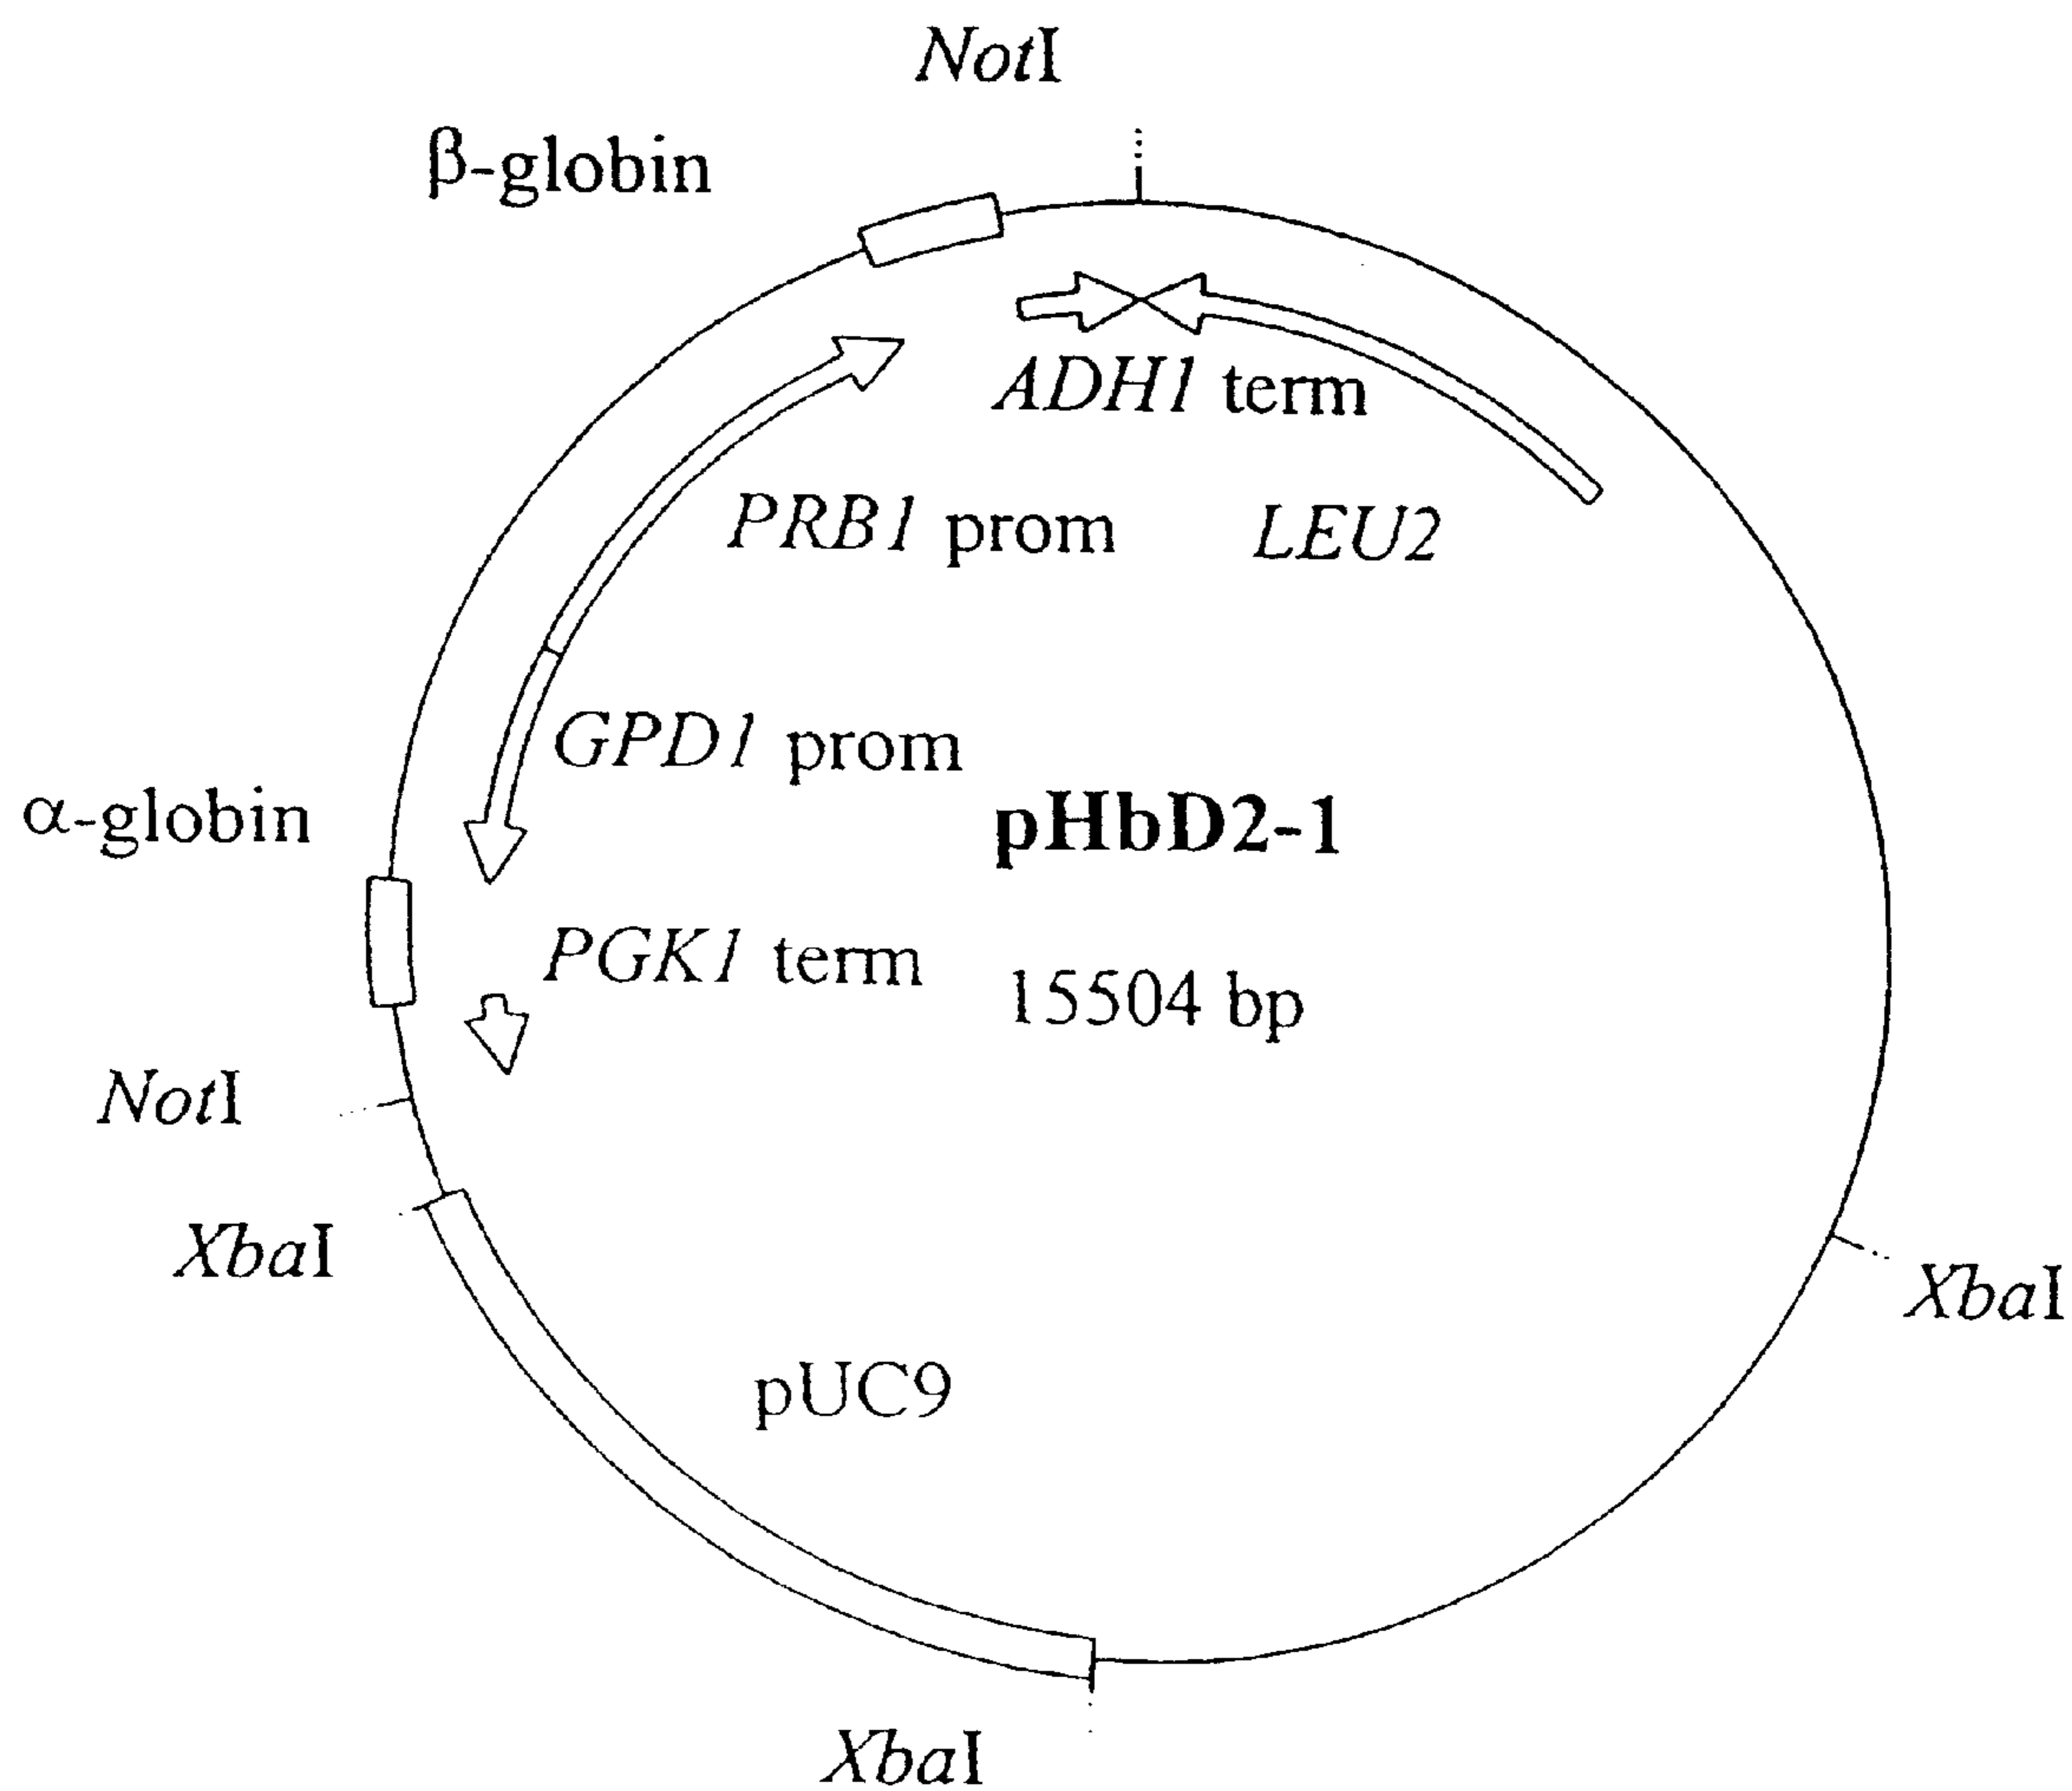 NotI
β-globin
ADH1 term
PRB1 prom
LEU2
GPD1 prom
α-globin
pHbD2-1
PGK1 term
15504 bp
NotI
XbaI
XbaI
pUC9
XbaI